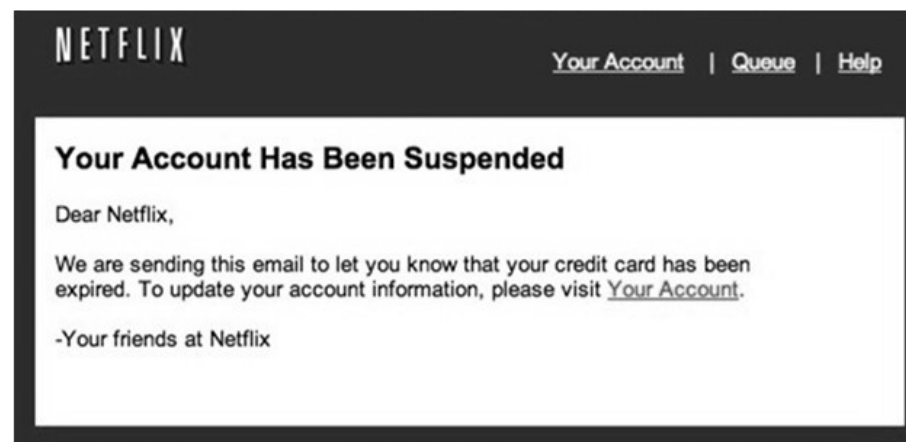 NETFLIX
Your Account | Queue | Help
Your Account Has Been Suspended
Dear Netflix,
We are sending this email to let you know that your credit card has been
expired. To update your account information, please visit Your Account.
-Your friends at Netflix